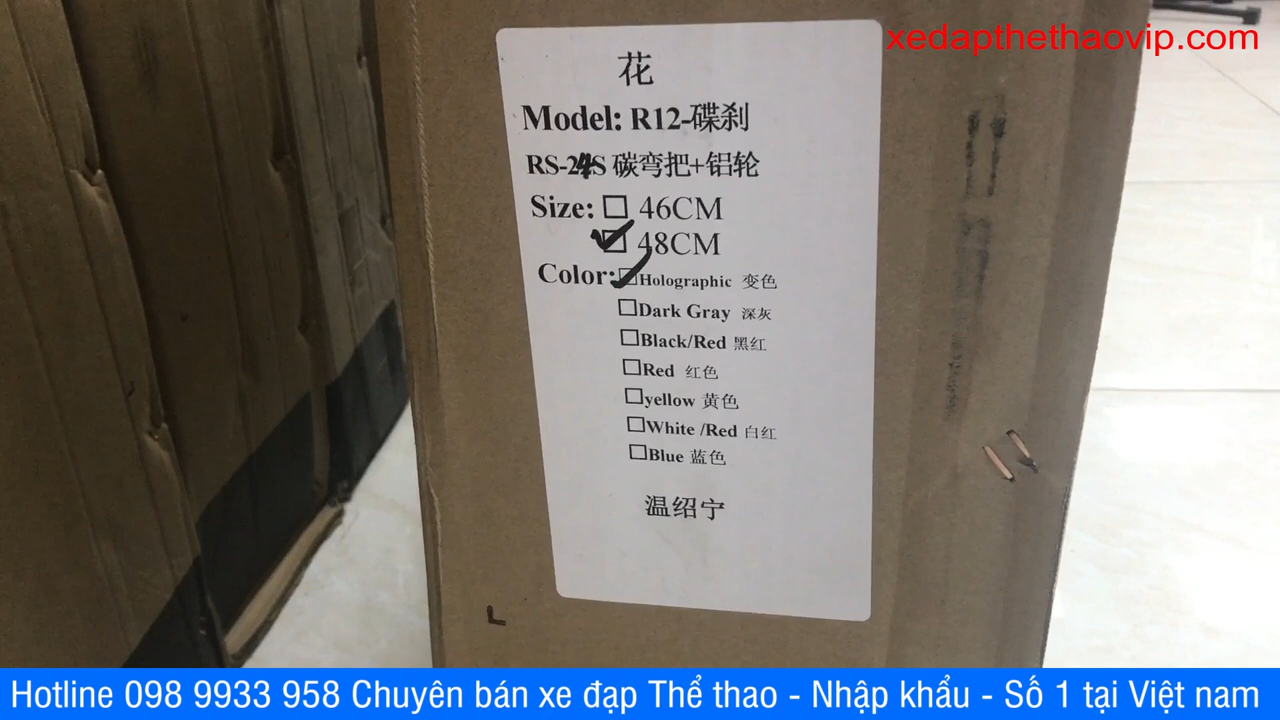 xedapthethaovip.com
花
Model: R12-碟刹
RS-24S 碳弯把+铝轮
Size: □ 46CM
☑ 48CM
Color: ☑Holographic 变色
□Dark Gray 深灰
□Black/Red 黑红
□Red 红色
□yellow 黄色
□White /Red 白红
□Blue 蓝色
温绍宁
Hotline 098 9933 958 Chuyên bán xe đạp Thể thao - Nhập khẩu - Số 1 tại Việt nam